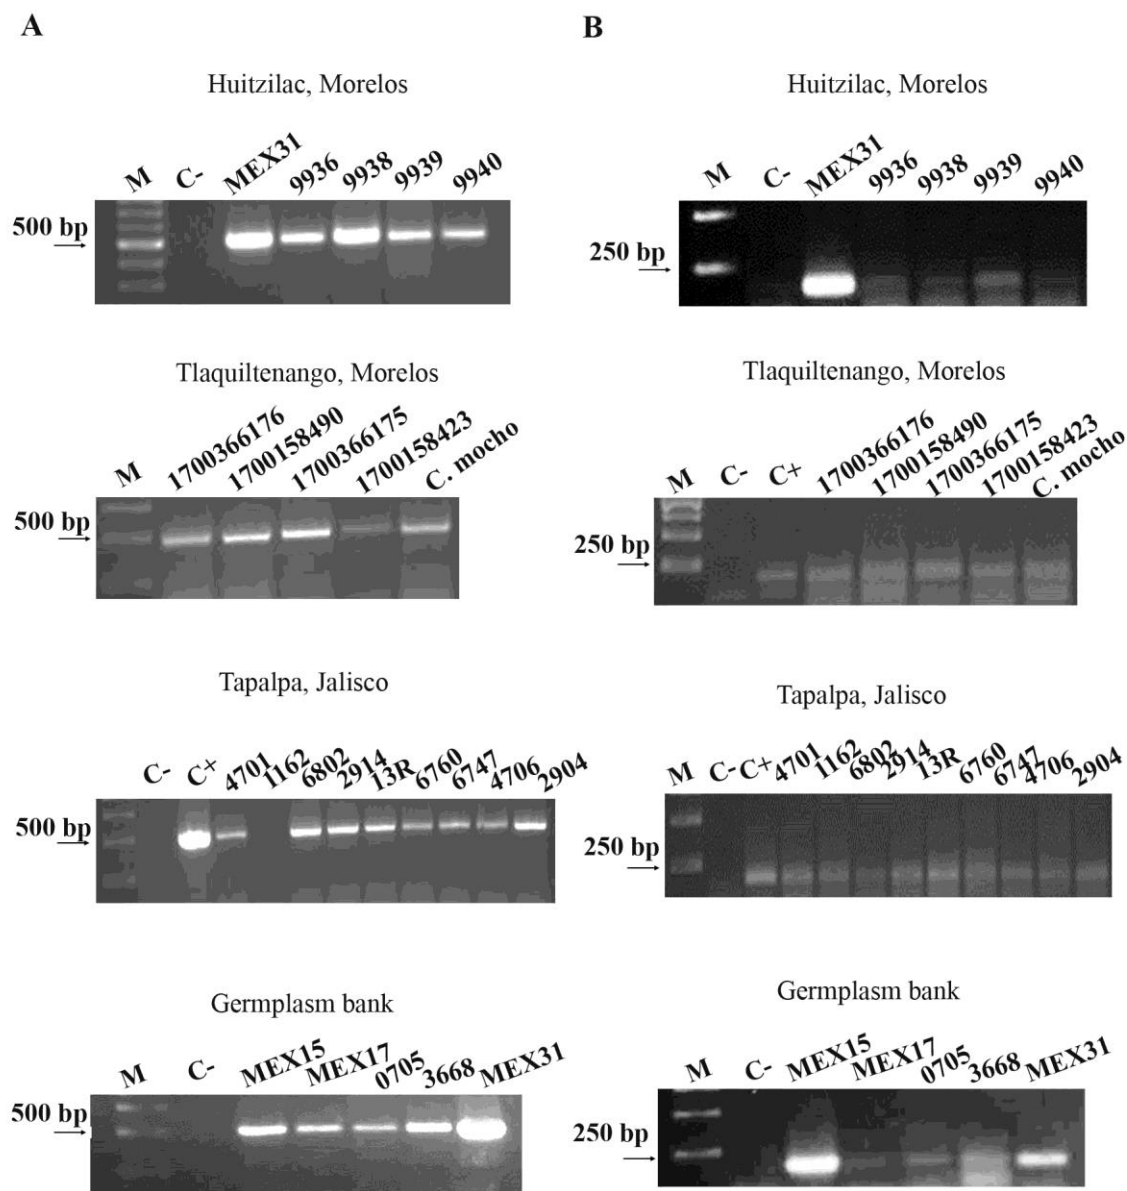 A
Huitzilac, Morelos
M C- MEX31 9936 9938 9939 9940
500 bp
Tlaquiltenango, Morelos
M 1700366176 1700158490 1700366175 1700158423 C. mocho
500 bp
Tapalpa, Jalisco
C- C+ 4701 1162 6802 2914 13R 6760 6747 4706 2904
500 bp
Germplasm bank
M C- MEX15 MEX17 0705 3668 MEX31
500 bp
B
Huitzilac, Morelos
M C- MEX31 9936 9938 9939 9940
250 bp
Tlaquiltenango, Morelos
M C- C+ 1700366176 1700158490 1700366175 1700158423 C. mocho
250 bp
Tapalpa, Jalisco
M C- C+ 4701 1162 6802 2914 13R 6760 6747 4706 2904
250 bp
Germplasm bank
M C- MEX15 MEX17 0705 3668 MEX31
250 bp